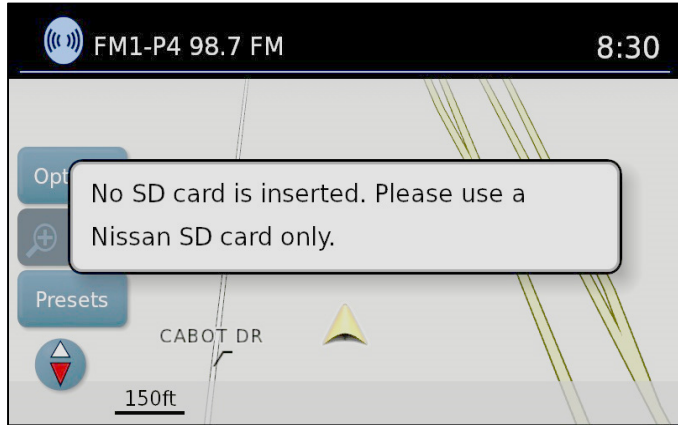 FM1-P4 98.7 FM
8:30
No SD card is inserted. Please use a
Nissan SD card only.
Presets
CABOT DR
150ft